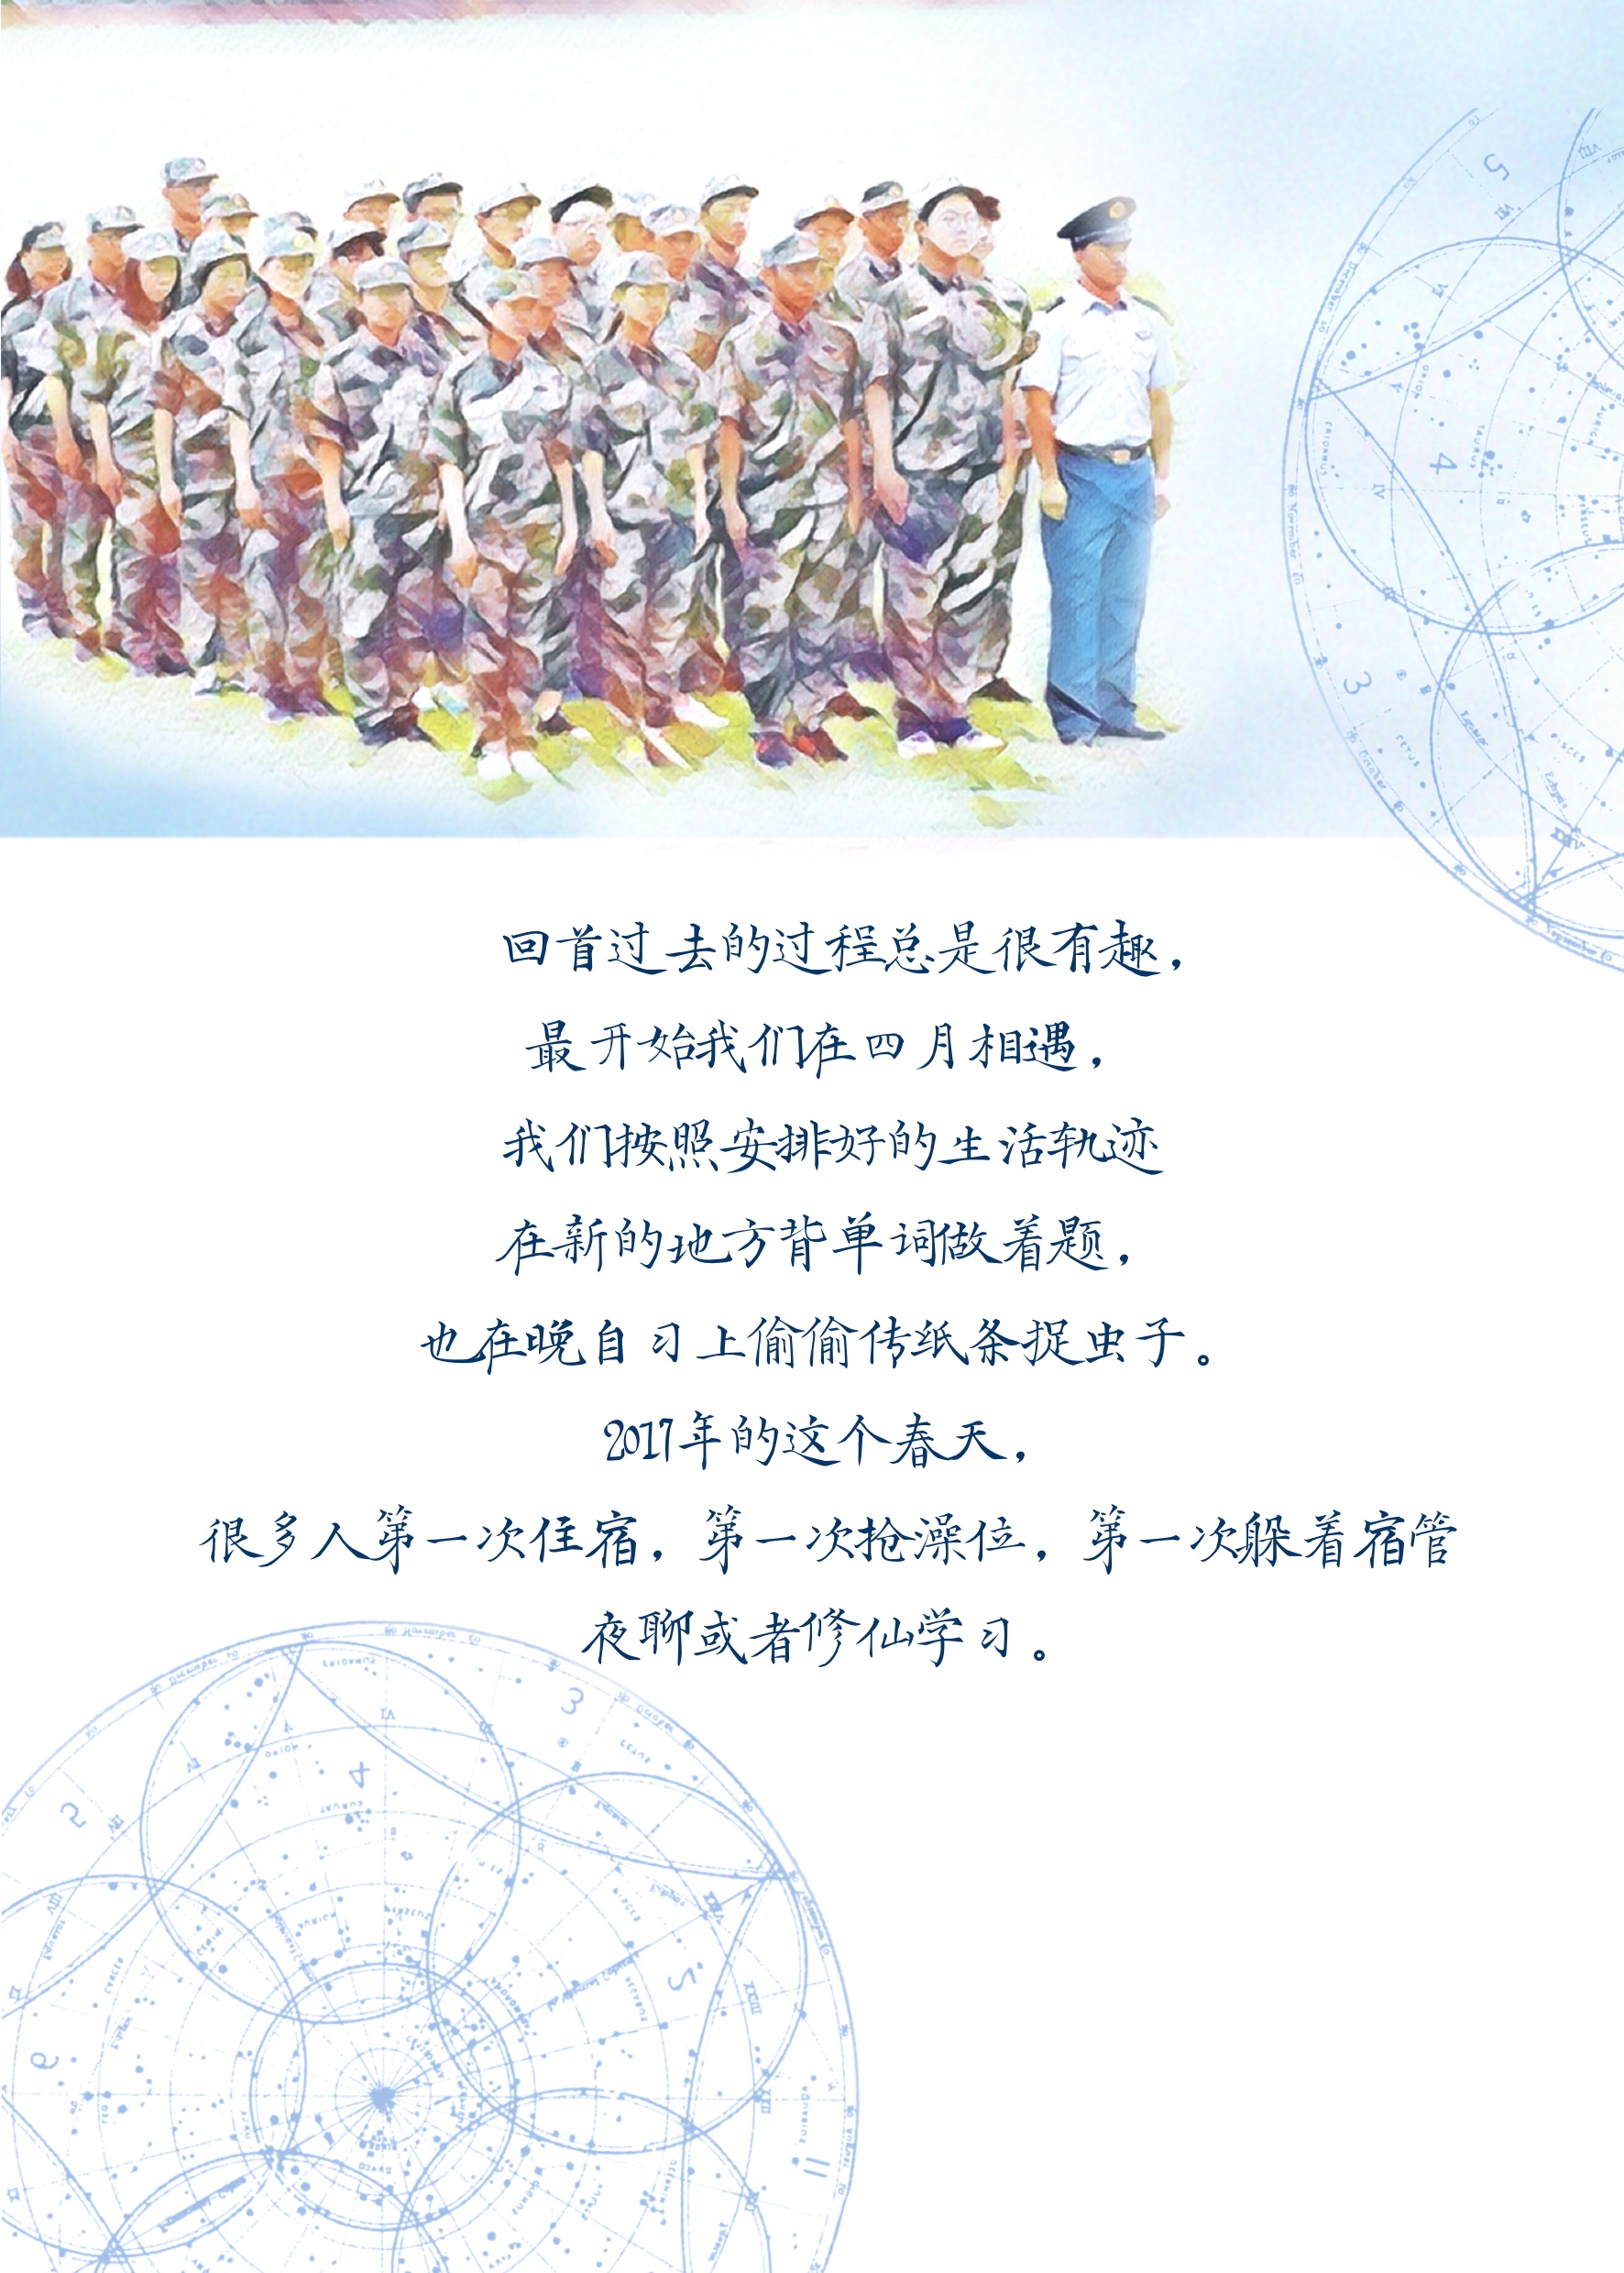 回首过去的过程总是很有趣，
最开始我们在四月相遇，
我们按照安排好的生活轨迹
在新的地方背单词做着题，
也在晚自习上偷偷传纸条捉虫子。
2017年的这个春天，
很多人第一次住宿，第一次抢澡位，第一次躲着宿管
夜聊或者修仙学习。